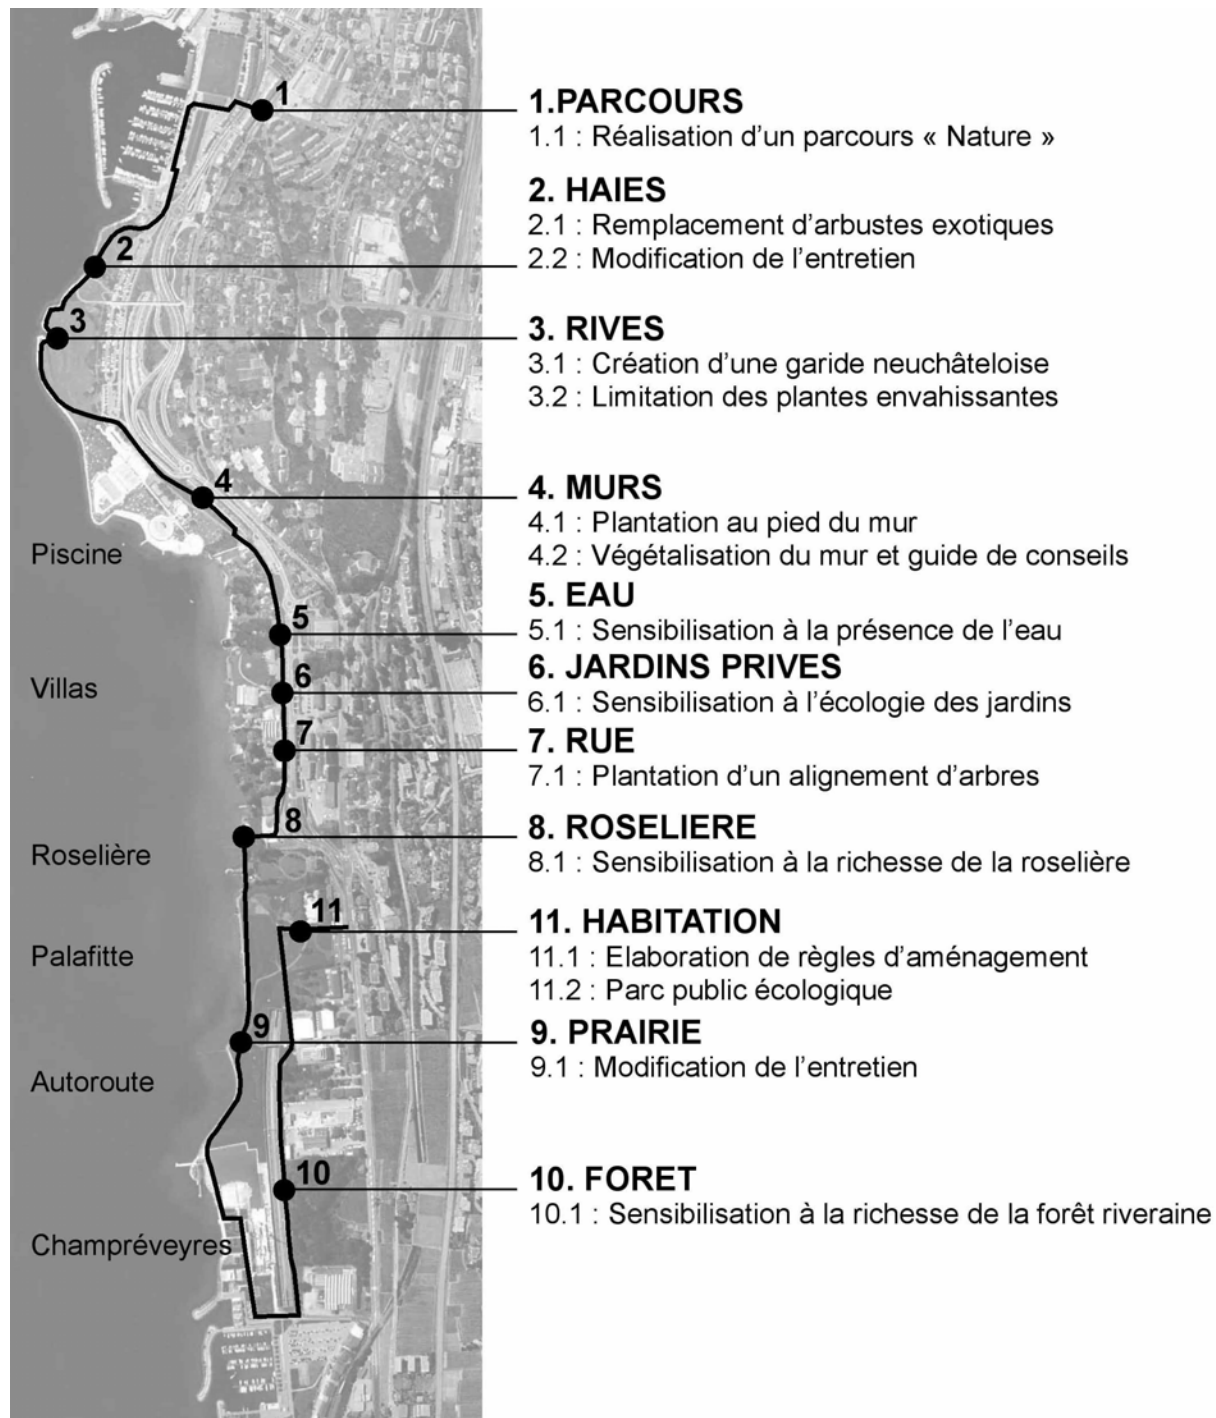 1
1.PARCOURS
1.1 : Réalisation d'un parcours « Nature »
2
2. HAIES
2.1 : Remplacement d'arbustes exotiques
2.2 : Modification de l'entretien
3
3. RIVES
3.1 : Création d'une garide neuchâteloise
3.2 : Limitation des plantes envahissantes
4
4. MURS
4.1 : Plantation au pied du mur
4.2 : Végétalisation du mur et guide de conseils
Piscine
5
5. EAU
5.1 : Sensibilisation à la présence de l'eau
Villas
6
6. JARDINS PRIVES
6.1 : Sensibilisation à l'écologie des jardins
7
7. RUE
7.1 : Plantation d'un alignement d'arbres
8
8. ROSELIERE
8.1 : Sensibilisation à la richesse de la roselière
Roselière
11
11. HABITATION
11.1 : Elaboration de règles d'aménagement
11.2 : Parc public écologique
Palafitte
9
9. PRAIRIE
9.1 : Modification de l'entretien
Autoroute
10
10. FORET
10.1 : Sensibilisation à la richesse de la forêt riveraine
Champréveyres